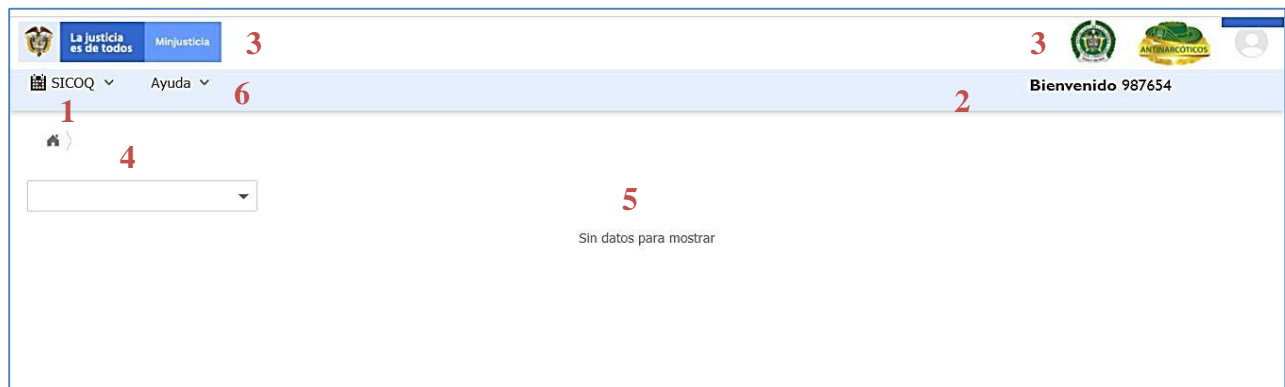 La justicia
es de todos
Minjusticia
3
3
ANTINARCÓTICOS
SICOQ
Ayuda
6
2
Bienvenido 987654
1
4
5
Sin datos para mostrar